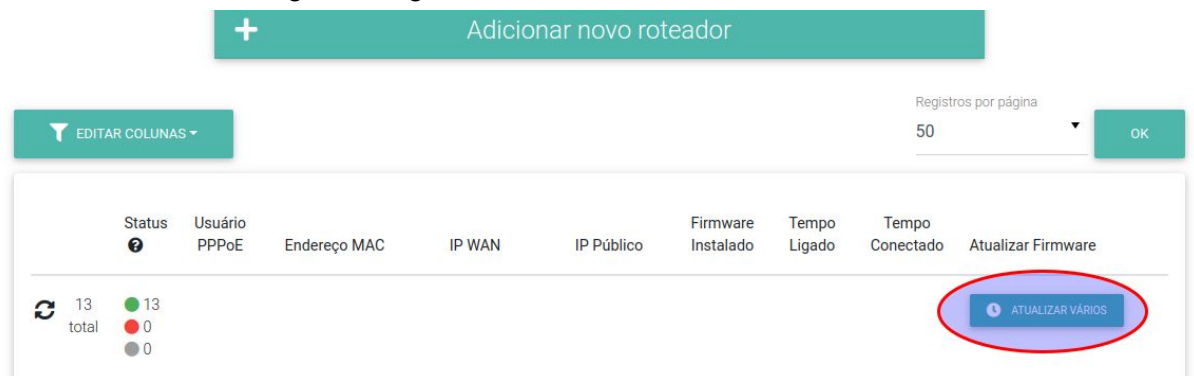 + Adicionar novo roteador
Registros por página
EDITAR COLUNAS
50
OK
Status Usuário PPPoE Endereço MAC IP WAN IP Público Firmware Instalado Tempo Ligado Tempo Conectado Atualizar Firmware
13 total
13
0
0
ATUALIZAR VÁRIOS